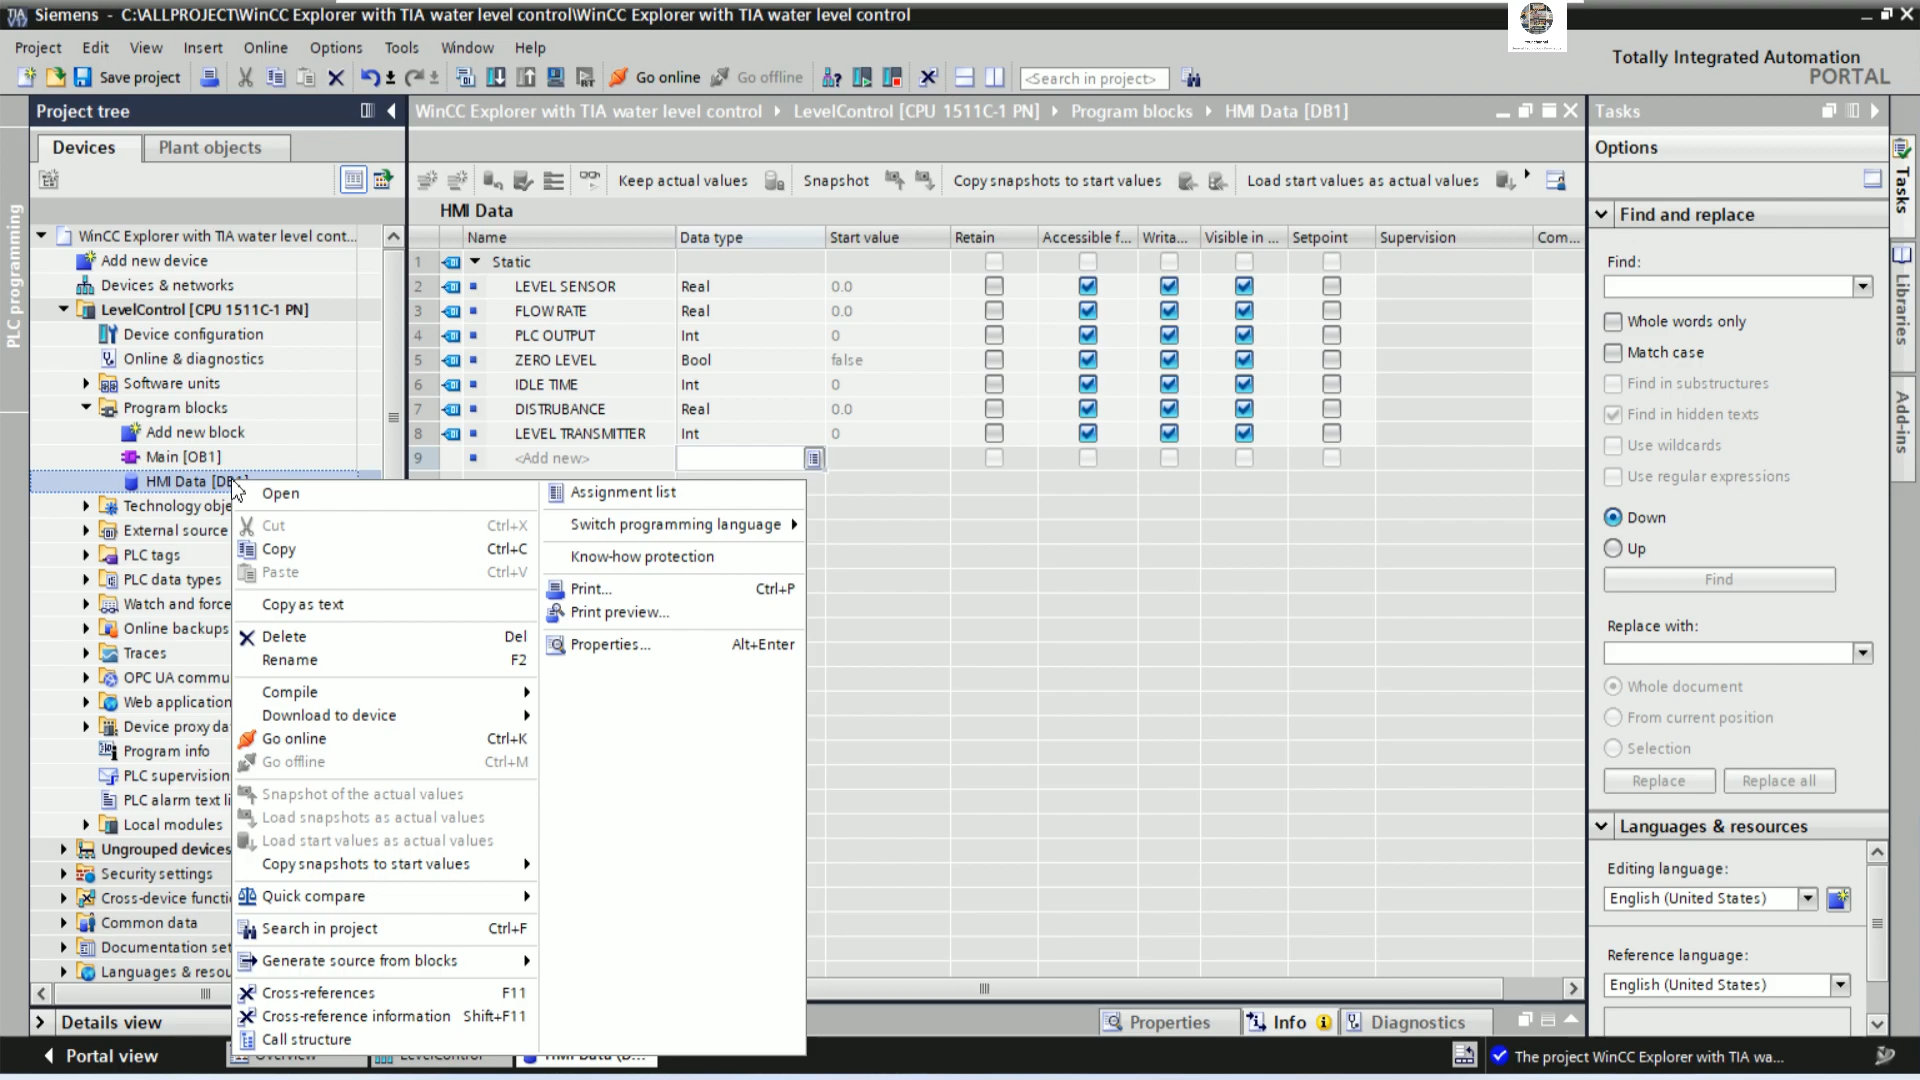 Siemens - C:\ALLPROJECT\WinCC Explorer with TIA water level control\WinCC Explorer with TIA water level control
Project Edit View Insert Online Options Tools Window Help
Totally Integrated Automation
PORTAL
Save project Go online Go offline <Search in project>
Project tree
WinCC Explorer with TIA water level control LevelControl [CPU 1511C-1 PN] Program blocks HMI Data [DB1]
Tasks
Devices Plant objects
Options
Keep actual values Snapshot Copy snapshots to start values Load start values as actual values
HMI Data
Find and replace
Name Data type Start value Retain Accessible f... Writa... Visible in ... Setpoint Supervision Com...
1 Static
2 LEVEL SENSOR Real 0.0
3 FLOW RATE Real 0.0
4 PLC OUTPUT Int 0
5 ZERO LEVEL Bool false
6 IDLE TIME Int 0
7 DISTRUBANCE Real 0.0
8 LEVEL TRANSMITTER Int 0
9 <Add new>
PLC programming
WinCC Explorer with TIA water level cont...
Add new device
Devices & networks
LevelControl [CPU 1511C-1 PN]
Device configuration
Online & diagnostics
Software units
Program blocks
Add new block
Main [OB1]
HMI Data [DB1]
Technology obje
External source
PLC tags
PLC data types
Watch and force
Online backups
Traces
OPC UA commu
Web application
Device proxy da
Program info
PLC supervision
PLC alarm text li
Local modules
Ungrouped devices
Security settings
Cross-device functi
Common data
Documentation set
Languages & resou
Details view
Portal view
Open
Cut Ctrl+X
Copy Ctrl+C
Paste Ctrl+V
Copy as text
Delete Del
Rename F2
Compile
Download to device
Go online Ctrl+K
Go offline Ctrl+M
Snapshot of the actual values
Load snapshots as actual values
Load start values as actual values
Copy snapshots to start values
Quick compare
Search in project Ctrl+F
Generate source from blocks
Cross-references F11
Cross-reference information Shift+F11
Call structure
Assignment list
Switch programming language
Know-how protection
Print... Ctrl+P
Print preview...
Properties... Alt+Enter
Find:
Whole words only
Match case
Find in substructures
Find in hidden texts
Use wildcards
Use regular expressions
Down
Up
Find
Replace with:
Whole document
From current position
Selection
Replace Replace all
Languages & resources
Editing language:
English (United States)
Reference language:
English (United States)
Tasks
Libraries
Add-ins
Properties Info Diagnostics
Overview LevelControl HMI Data (D...
The project WinCC Explorer with TIA wa...